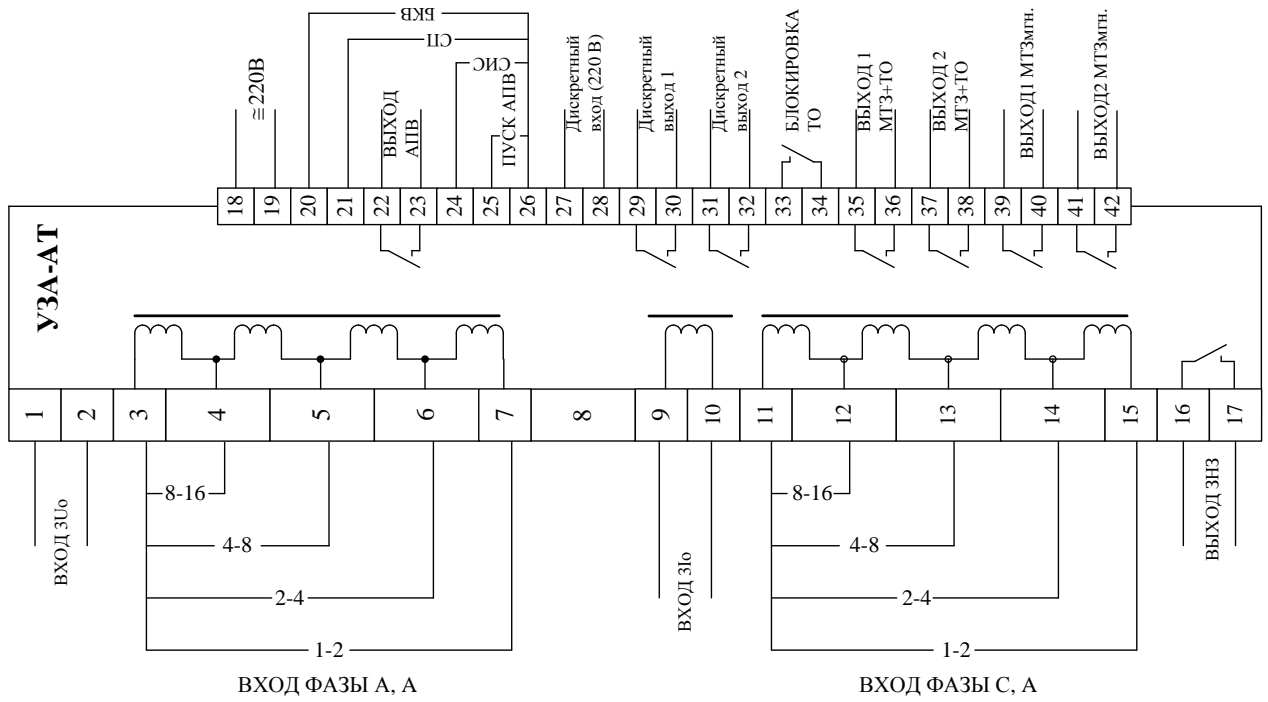 БКВ
СП
СИС
≅220В
ВЫХОД
АПВ
ПУСК АПВ
Дискретный
вход (220 В)
Дискретный
выход 1
Дискретный
выход 2
БЛОКИРОВКА
ТО
ВЫХОД 1
МТЗ+ТО
ВЫХОД 2
МТЗ+ТО
ВЫХОД1 МТЗмгн.
ВЫХОД2 МТЗмгн.
18 19 20 21 22 23 24 25 26 27 28 29 30 31 32 33 34 35 36 37 38 39 40 41 42
УЗА-АТ
1 2 3 4 5 6 7 8 9 10 11 12 13 14 15 16 17
ВХОД 3Uo
8-16
4-8
2-4
1-2
ВХОД 3Io
8-16
4-8
2-4
1-2
ВЫХОД ЗНЗ
ВХОД ФАЗЫ А, А
ВХОД ФАЗЫ С, А